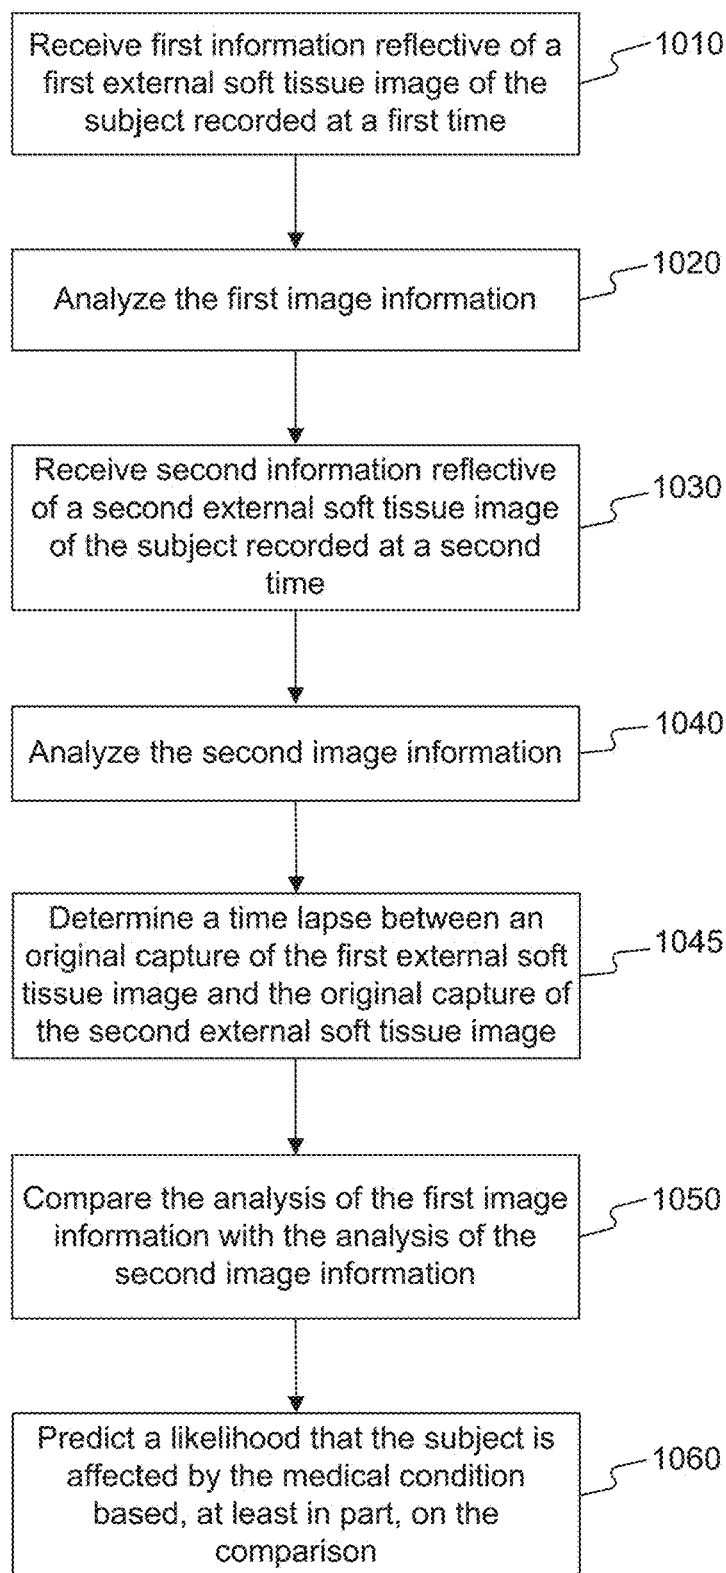 Receive first information reflective of a
first external soft tissue image of the
subject recorded at a first time
1010
Analyze the first image information
1020
Receive second information reflective
of a second external soft tissue image
of the subject recorded at a second
time
1030
Analyze the second image information
1040
Determine a time lapse between an
original capture of the first external soft
tissue image and the original capture of
the second external soft tissue image
1045
Compare the analysis of the first image
information with the analysis of the
second image information
1050
Predict a likelihood that the subject is
affected by the medical condition
based, at least in part, on the
comparison
1060